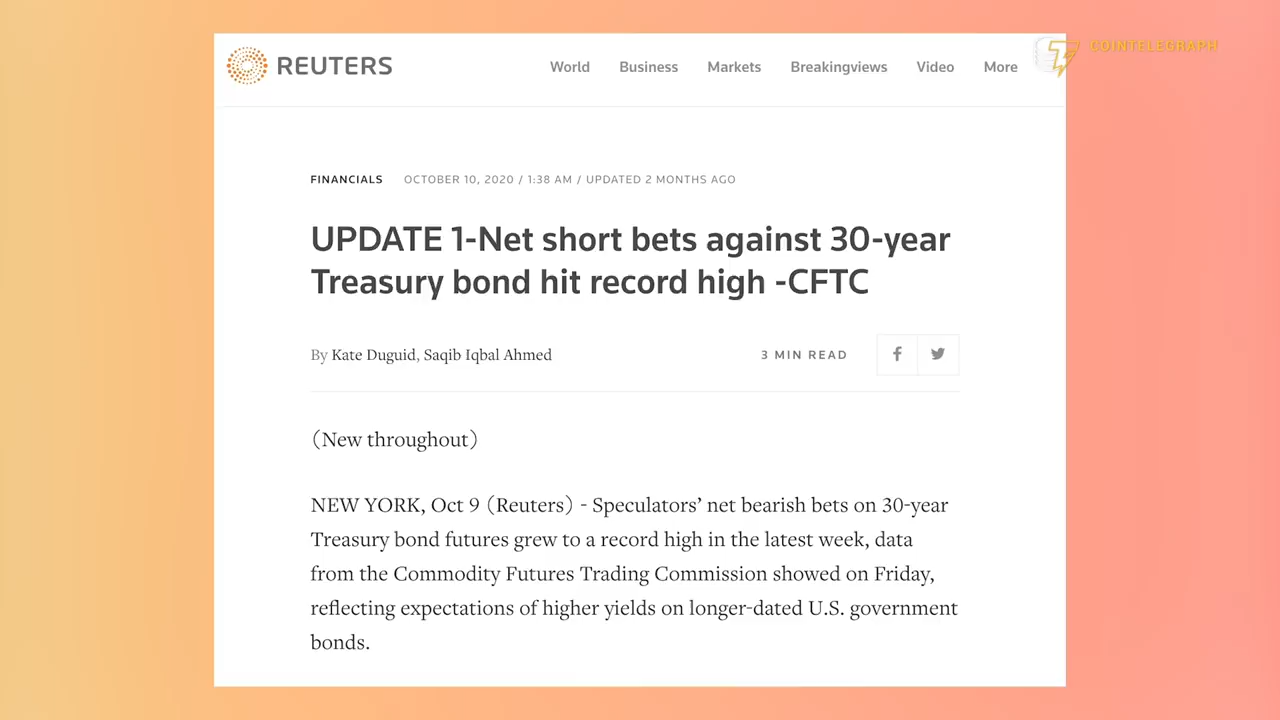 REUTERS
World Business Markets Breakingviews Video More
COINTELEGRAPH
FINANCIALS OCTOBER 10, 2020 / 1:38 AM / UPDATED 2 MONTHS AGO
UPDATE 1-Net short bets against 30-year
Treasury bond hit record high -CFTC
By Kate Duguid, Saqib Iqbal Ahmed
3 MIN READ
(New throughout)
NEW YORK, Oct 9 (Reuters) - Speculators’ net bearish bets on 30-year
Treasury bond futures grew to a record high in the latest week, data
from the Commodity Futures Trading Commission showed on Friday,
reflecting expectations of higher yields on longer-dated U.S. government
bonds.